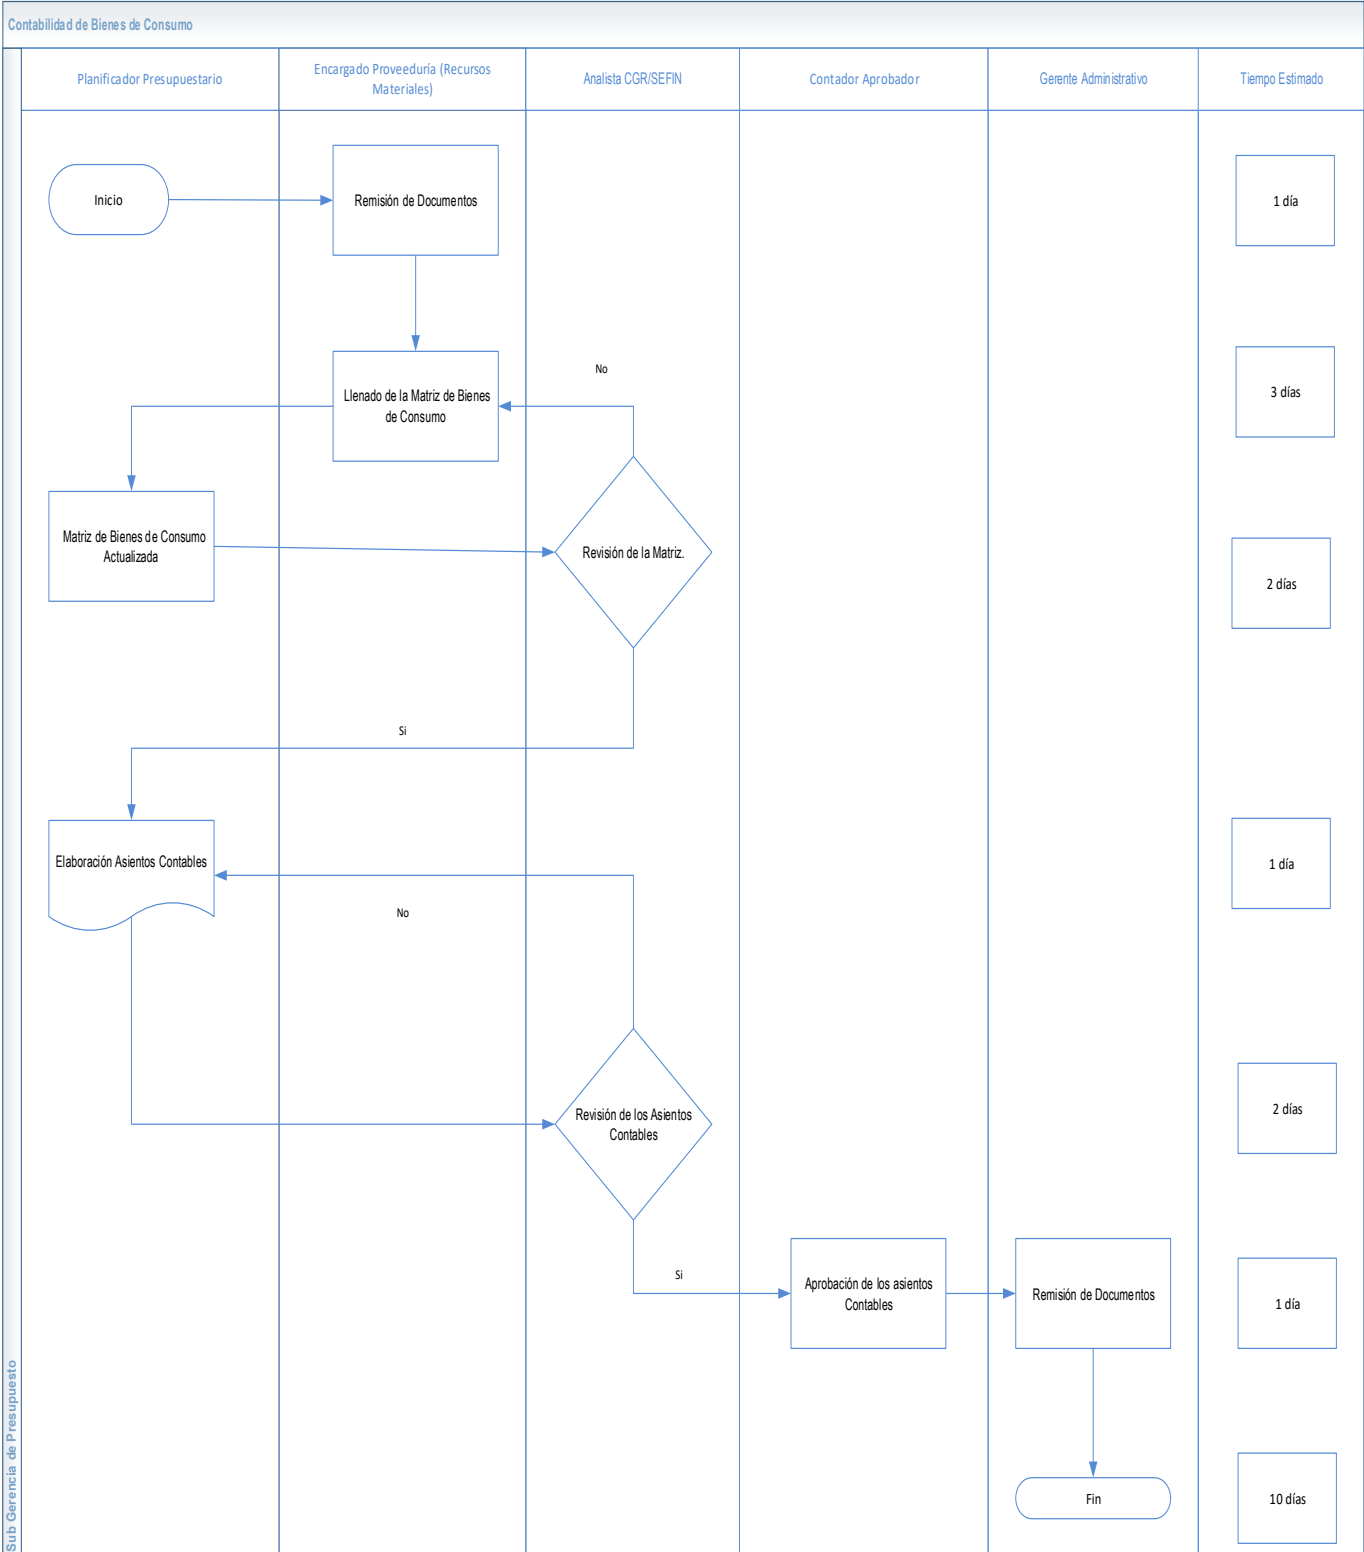 Contabilidad de Bienes de Consumo
Planificador Presupuestario
Encargado Proveeduría (Recursos
Materiales)
Analista CGR/SEFIN
Contador Aprobador
Gerente Administrativo
Tiempo Estimado
Inicio
Remisión de Documentos
1 día
Llenado de la Matriz de Bienes
de Consumo
No
3 días
Matriz de Bienes de Consumo
Actualizada
Revisión de la Matriz.
2 días
Si
Elaboración Asientos Contables
1 día
No
Revisión de los Asientos
Contables
2 días
Si
Aprobación de los asientos
Contables
Remisión de Documentos
1 día
Fin
10 días
Sub Gerencia de Presupuesto